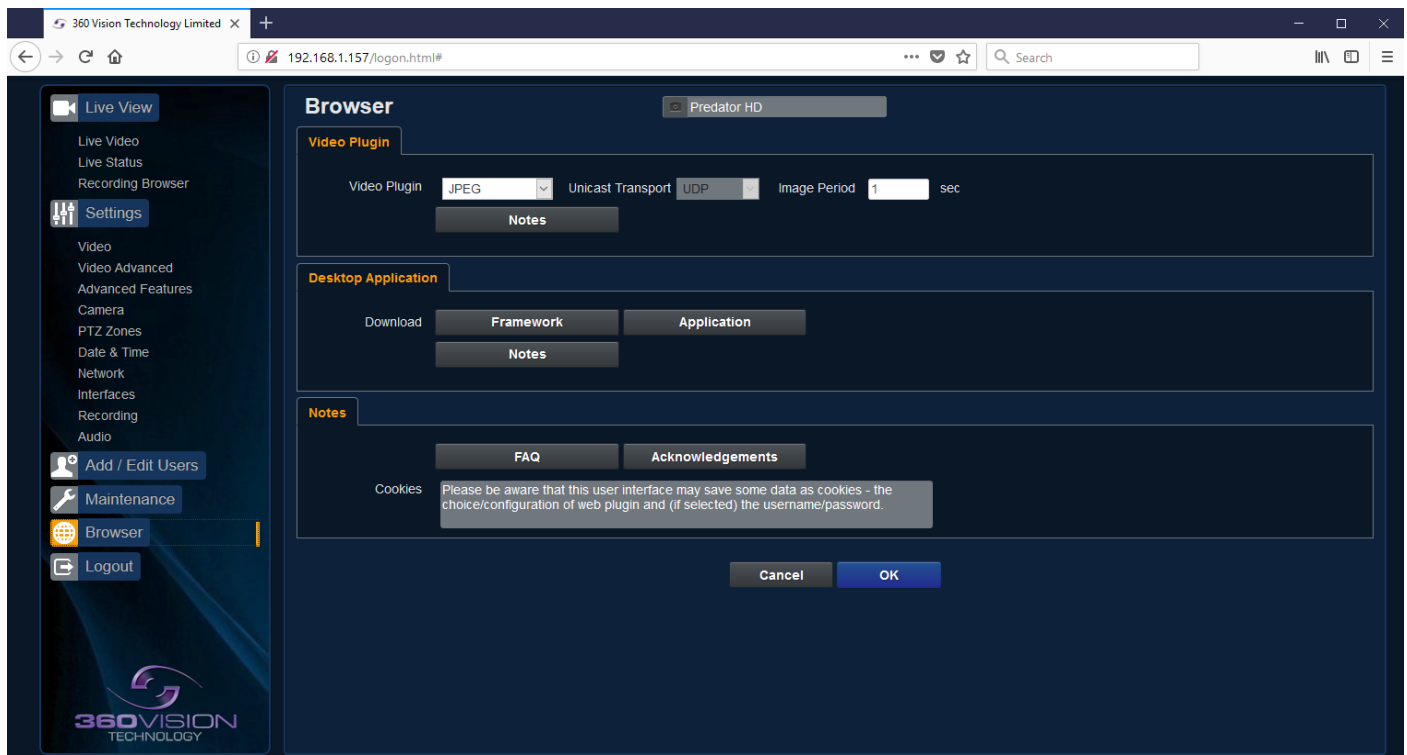 360 Vision Technology Limited
192.168.1.157/logon.html#
Search
Live View
Live Video
Live Status
Recording Browser
Settings
Video
Video Advanced
Advanced Features
Camera
PTZ Zones
Date & Time
Network
Interfaces
Recording
Audio
Add / Edit Users
Maintenance
Browser
Logout
360VISION
TECHNOLOGY
Browser
Predator HD
Video Plugin
Video Plugin JPEG Unicast Transport UDP Image Period 1 sec
Notes
Desktop Application
Download Framework Application
Notes
Notes
FAQ Acknowledgements
Cookies Please be aware that this user interface may save some data as cookies - the
choice/configuration of web plugin and (if selected) the username/password.
Cancel OK